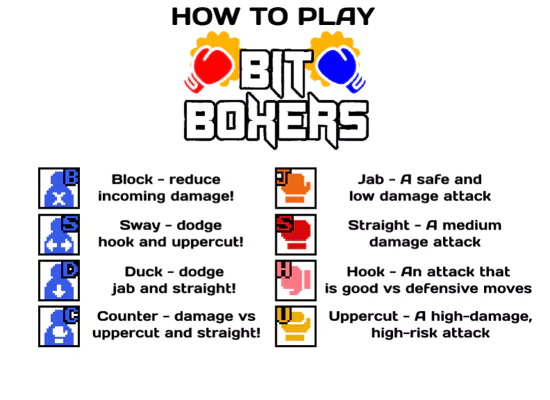 HOW TO PLAY
BIT
BOXERS
B
Block - reduce
incoming damage!
S
Sway - dodge
hook and uppercut!
D
Duck - dodge
jab and straight!
C
Counter - damage vs
uppercut and straight!
J
Jab - A safe and
low damage attack
S
Straight - A medium
damage attack
H
Hook - An attack that
is good vs defensive moves
U
Uppercut - A high-damage,
high-risk attack